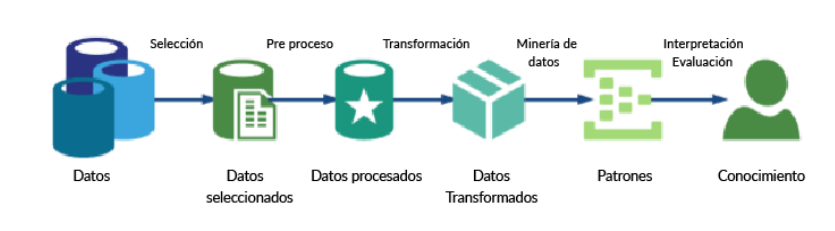 Selección
Pre proceso
Transformación
Minería de
datos
Interpretación
Evaluación
Datos
Datos
seleccionados
Datos procesados
Datos
Transformados
Patrones
Conocimiento